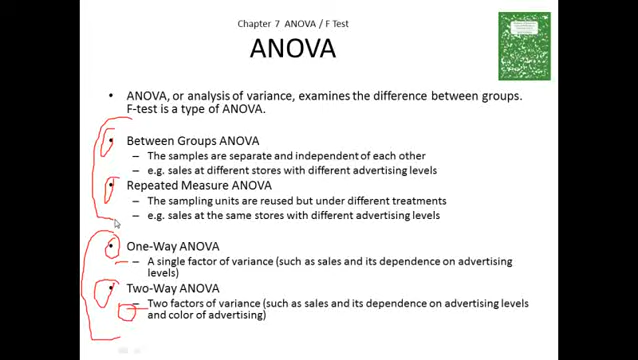 Chapter 7 ANOVA / F Test
ANOVA
• ANOVA, or analysis of variance, examines the difference between groups.
F-test is a type of ANOVA.
• Between Groups ANOVA
– The samples are separate and independent of each other
– e.g. sales at different stores with different advertising levels
• Repeated Measure ANOVA
– The sampling units are reused but under different treatments
– e.g. sales at the same stores with different advertising levels
• One-Way ANOVA
– A single factor of variance (such as sales and its dependence on advertising
levels)
• Two-Way ANOVA
– Two factors of variance (such as sales and its dependence on advertising levels
and color of advertising)